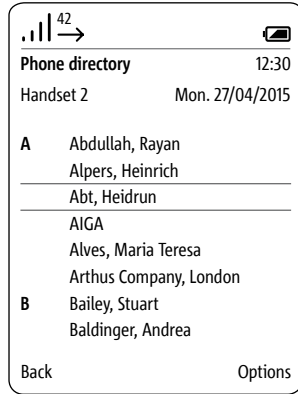 42
Phone directory 12:30
Handset 2 Mon. 27/04/2015
A Abdullah, Rayan
Alpers, Heinrich
Abt, Heidrun
AIGA
Alves, Maria Teresa
Arthus Company, London
B Bailey, Stuart
Baldinger, Andrea
Back Options